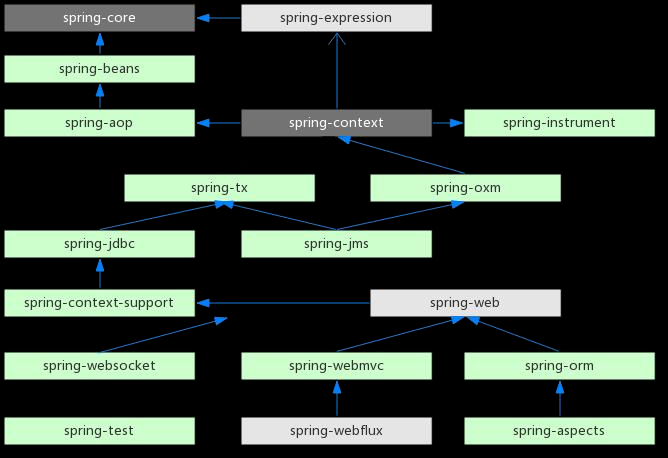 spring-core
spring-expression
spring-beans
spring-aop
spring-context
spring-instrument
spring-tx
spring-oxm
spring-jdbc
spring-jms
spring-context-support
spring-web
spring-websocket
spring-webmvc
spring-orm
spring-test
spring-webflux
spring-aspects